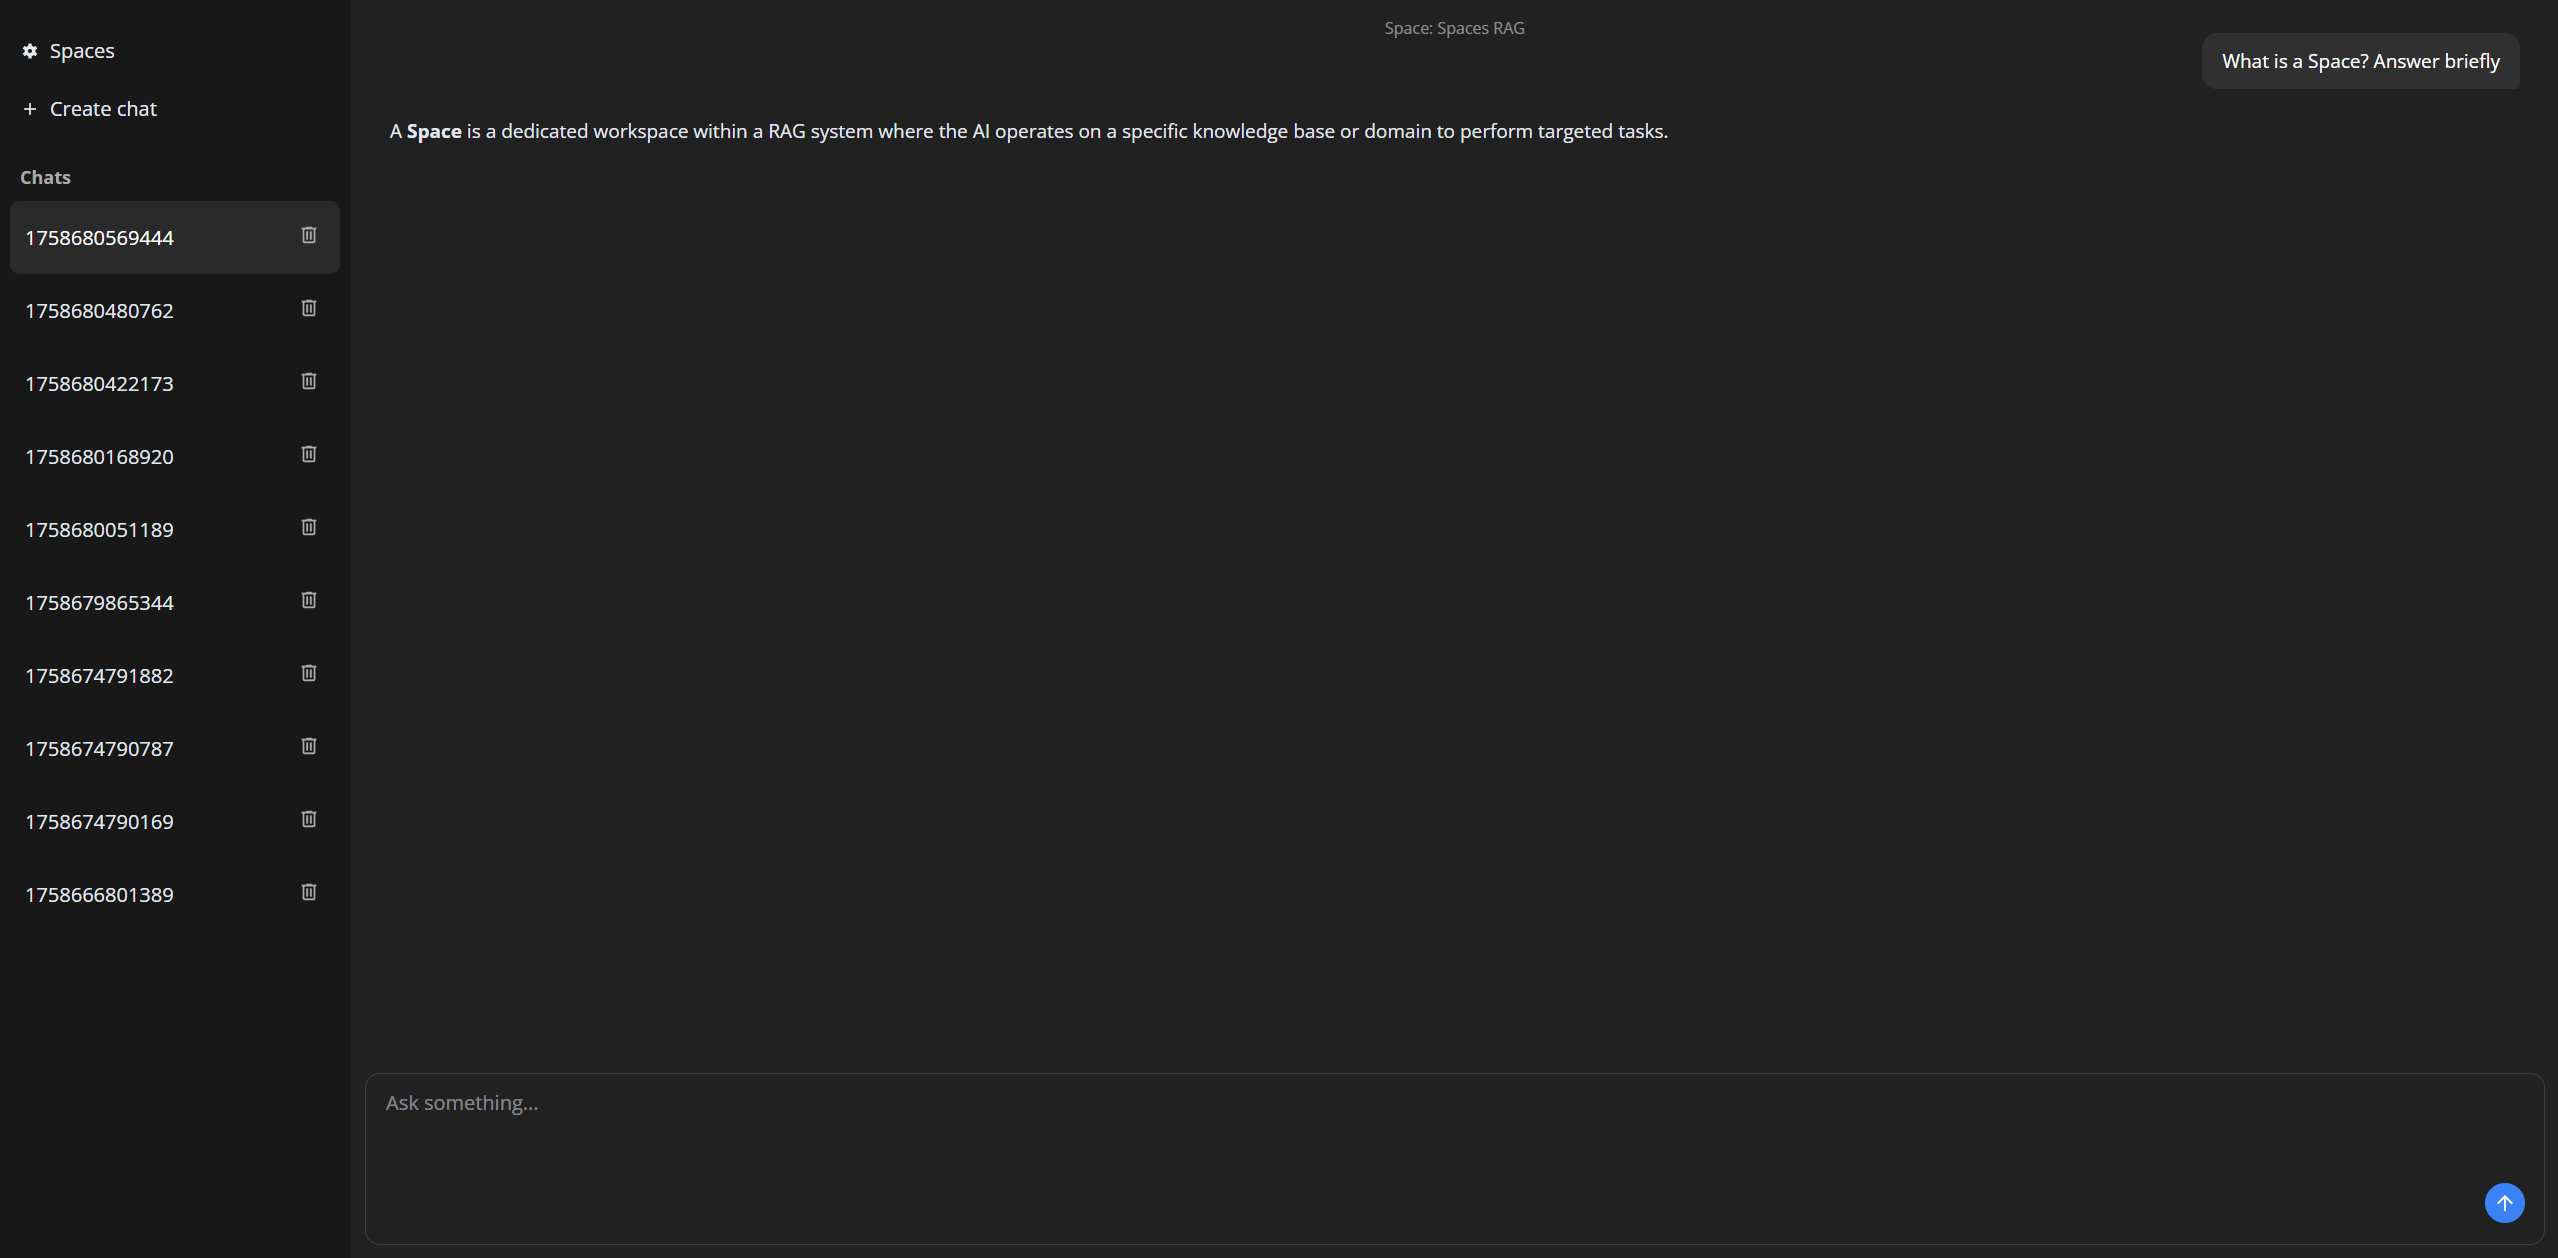 Spaces
Create chat
Chats
1758680569444
1758680480762
1758680422173
1758680168920
1758680051189
1758679865344
1758674791882
1758674790787
1758674790169
1758666801389
Space: Spaces RAG
What is a Space? Answer briefly
A Space is a dedicated workspace within a RAG system where the AI operates on a specific knowledge base or domain to perform targeted tasks.
Ask something...